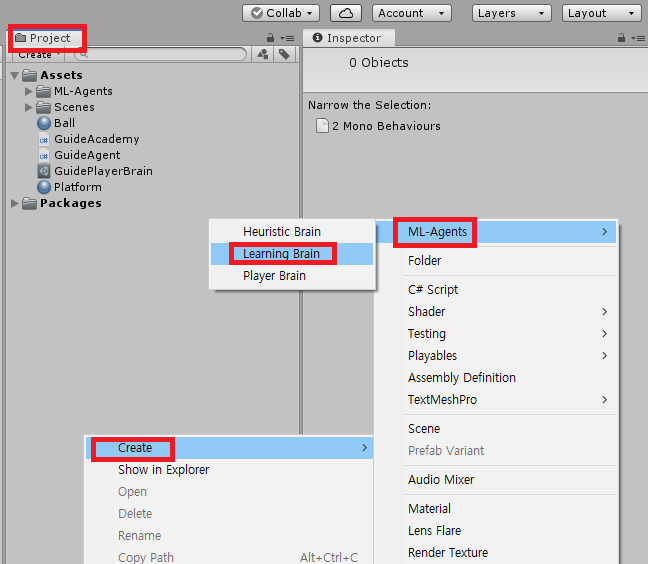 Collab
Account
Layers
Layout
Project
Inspector
Create
0 Objects
Assets
ML-Agents
Scenes
Ball
GuideAcademy
GuideAgent
GuidePlayerBrain
Platform
Packages
Narrow the Selection:
2 Mono Behaviours
Heuristic Brain
Learning Brain
Player Brain
ML-Agents
Folder
C# Script
Shader
Testing
Playables
Assembly Definition
TextMeshPro
Scene
Prefab Variant
Audio Mixer
Material
Lens Flare
Render Texture
Create
Show in Explorer
Open
Delete
Rename
Copy Path Alt+Ctrl+C